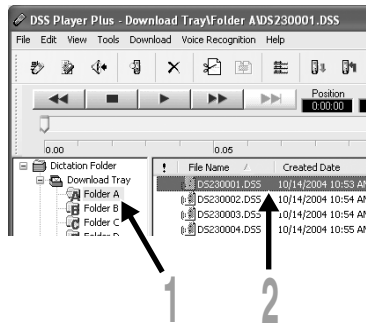 DSS Player Plus - Download Tray\Folder A\DS230001.DSS
File Edit View Tools Download Voice Recognition Help
Position
0:00:00
0.00 0.05
Dictation Folder
Download Tray
Folder A
Folder B
Folder C
! File Name Created Date
DS230001.DSS 10/14/2004 10:53 AM
DS230002.DSS 10/14/2004 10:54 AM
DS230003.DSS 10/14/2004 10:54 AM
DS230004.DSS 10/14/2004 10:55 AM
1 2